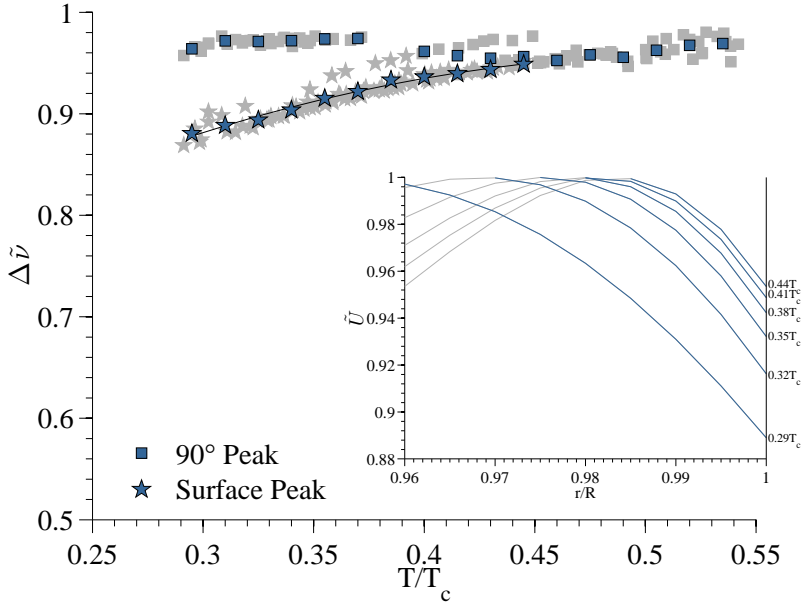 1
0.9
0.8
0.7
0.6
0.5
Δν̃
0.25
0.3
0.35
0.4
0.45
0.5
0.55
T/T_c
90° Peak
Surface Peak
1
0.98
0.96
0.94
0.92
0.9
0.88
Ũ
0.96
0.97
0.98
0.99
1
r/R
0.44T_c
0.41T_c
0.38T_c
0.35T_c
0.32T_c
0.29T_c